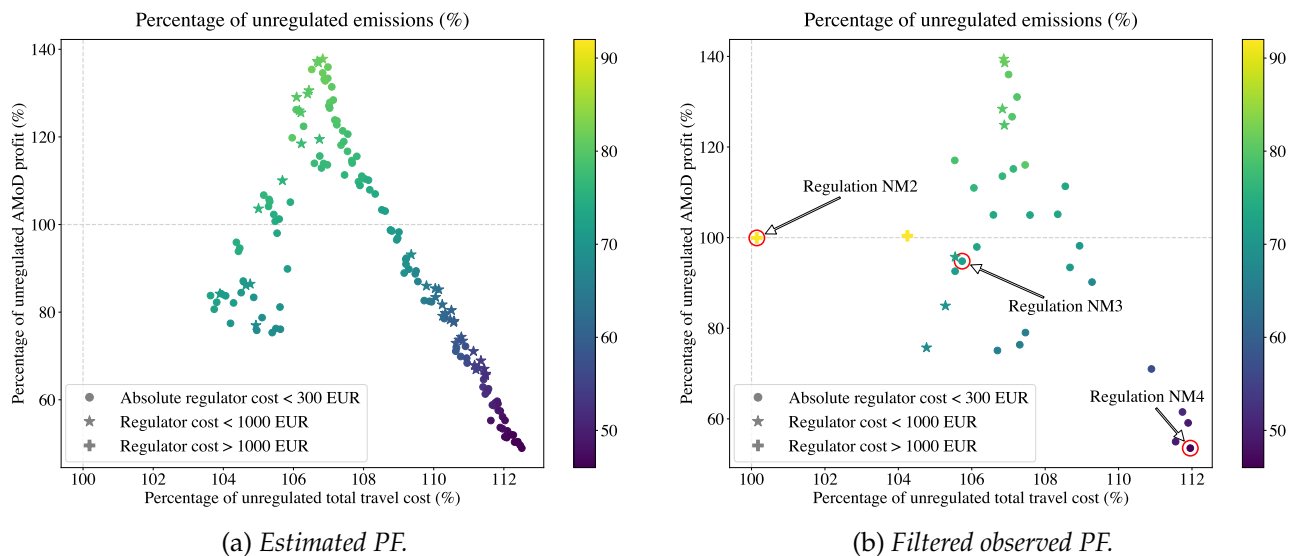 Percentage of unregulated emissions (%)
Percentage of unregulated AMoD profit (%)
140
120
100
80
60
100 102 104 106 108 110 112
Percentage of unregulated total travel cost (%)
Absolute regulator cost < 300 EUR
Regulator cost < 1000 EUR
Regulator cost > 1000 EUR
90
80
70
60
50
(a) Estimated PF.
Percentage of unregulated emissions (%)
Percentage of unregulated AMoD profit (%)
140
120
100
80
60
100 102 104 106 108 110 112
Percentage of unregulated total travel cost (%)
Regulation NM2
Regulation NM3
Regulation NM4
Absolute regulator cost < 300 EUR
Regulator cost < 1000 EUR
Regulator cost > 1000 EUR
90
80
70
60
50
(b) Filtered observed PF.